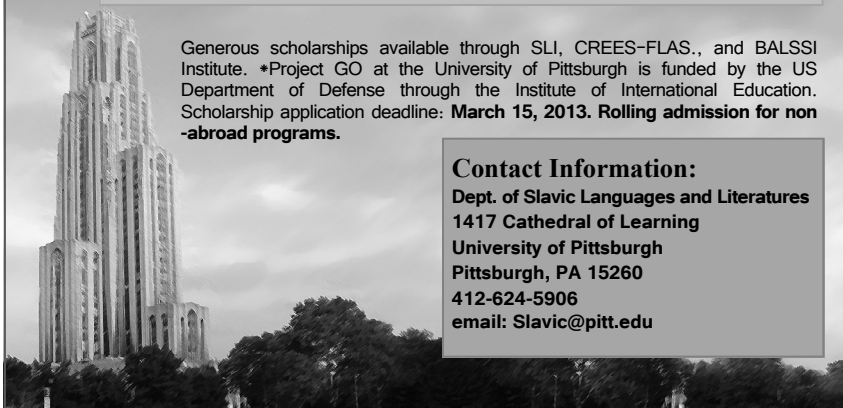 Generous scholarships available through SLI, CREES-FLAS., and BALSSI
Institute. *Project GO at the University of Pittsburgh is funded by the US
Department of Defense through the Institute of International Education.
Scholarship application deadline: March 15, 2013. Rolling admission for non
-abroad programs.
Contact Information:
Dept. of Slavic Languages and Literatures
1417 Cathedral of Learning
University of Pittsburgh
Pittsburgh, PA 15260
412-624-5906
email: Slavic@pitt.edu